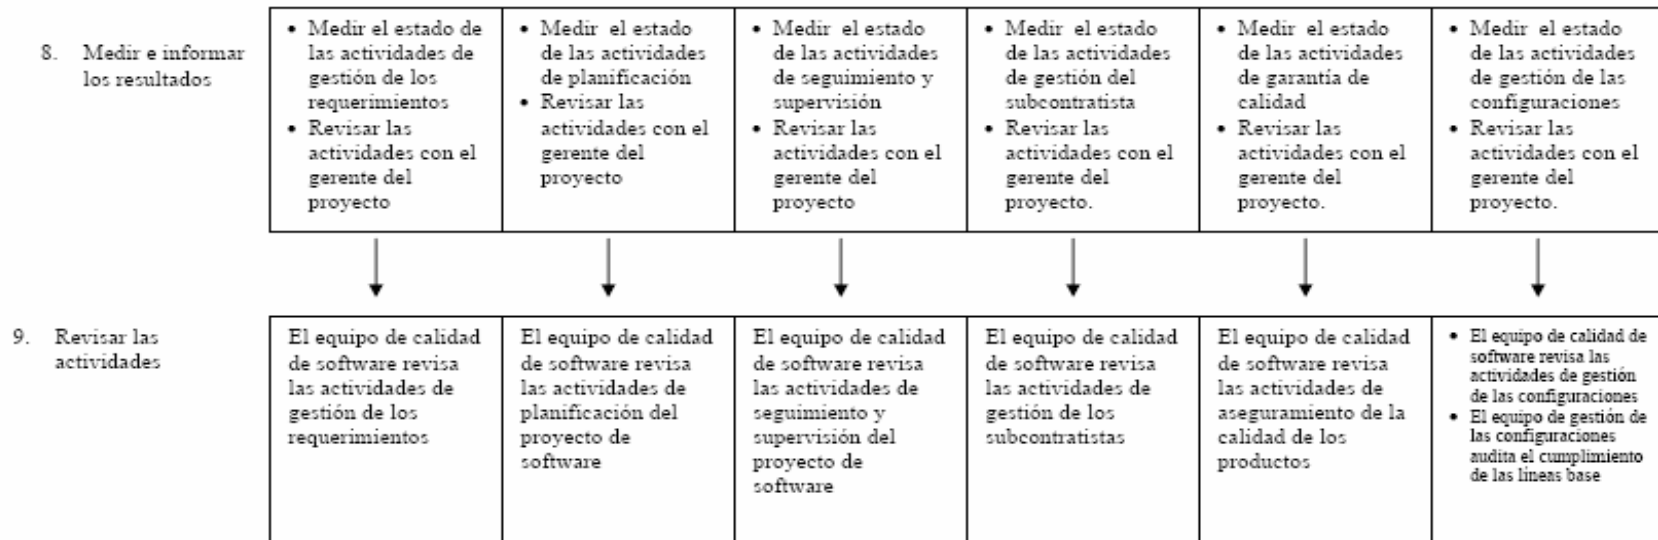 8. Medir e informar
los resultados
• Medir el estado de
las actividades de
gestión de los
requerimientos
• Revisar las
actividades con el
gerente del
proyecto
• Medir el estado
de las actividades
de planificación
• Revisar las
actividades con el
gerente del
proyecto
• Medir el estado
de las actividades
de seguimiento y
supervisión
• Revisar las
actividades con el
gerente del
proyecto
• Medir el estado
de las actividades
de gestión del
subcontratista
• Revisar las
actividades con el
gerente del
proyecto.
• Medir el estado
de las actividades
de garantía de
calidad
• Revisar las
actividades con el
gerente del
proyecto.
• Medir el estado
de las actividades
de gestión de las
configuraciones
• Revisar las
actividades con el
gerente del
proyecto.
9. Revisar las
actividades
El equipo de calidad
de software revisa
las actividades de
gestión de los
requerimientos
El equipo de calidad
de software revisa
las actividades de
planificación del
proyecto de
software
El equipo de calidad
de software revisa
las actividades de
seguimiento y
supervisión del
proyecto de
software
El equipo de calidad
de software revisa
las actividades de
gestión de los
subcontratistas
El equipo de calidad
de software revisa
las actividades de
aseguramiento de la
calidad de los
productos
• El equipo de calidad de
software revisa las
actividades de gestión
de las configuraciones
• El equipo de gestión de
las configuraciones
audita el cumplimiento
de las líneas base